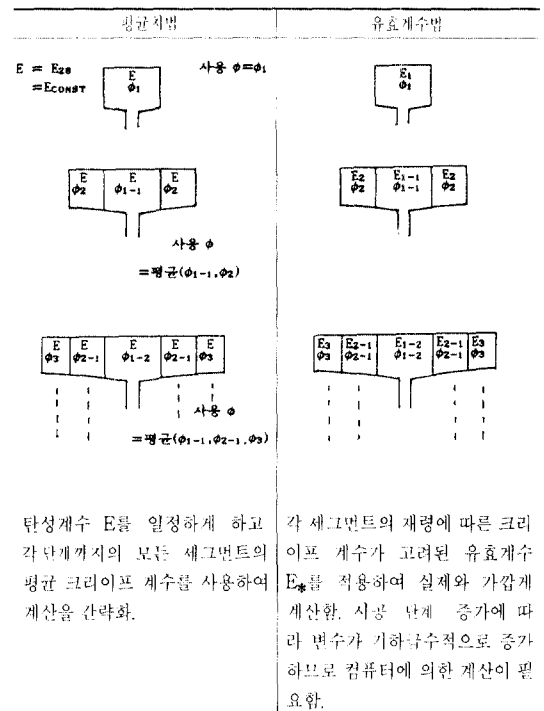 평균치법 유효계수법
E = E28 사용 φ=φ1
=ECONST
E
φ1
E1
φ1
E E E
φ2 φ1-1 φ2
E2 E1-1 E2
φ2 φ1-1 φ2
사용 φ
=평균(φ1-1,φ2)
E E E E E
φ3 φ2-1 φ1-2 φ2-1 φ3
E3 E2-1 E1-2 E2-1 E3
φ3 φ2-1 φ1-2 φ2-1 φ3
사용 φ
=평균(φ1-1,φ2-1,φ3)
탄성계수 E를 일정하게 하고
각 단계까지의 모든 세그먼트의
평균 크리이프 계수를 사용하여
계산을 간략화.
각 세그먼트의 재령에 따른 크리
이프 계수가 고려된 유효계수
E*를 적용하여 실제와 가깝게
계산함. 시공 단계 증가에 따
라 변수가 기하급수적으로 증가
하므로 컴퓨터에 의한 계산이 필
요함.